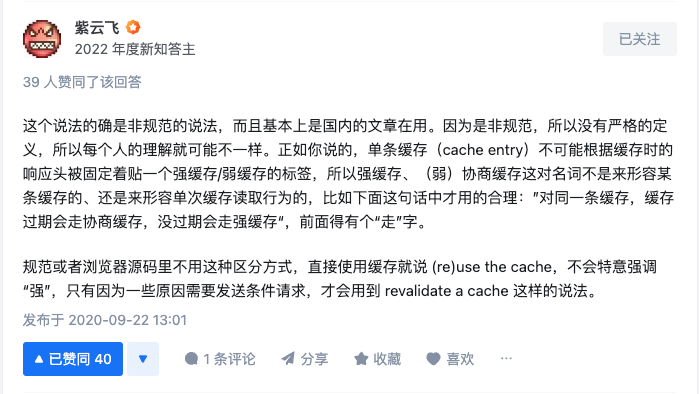 紫云飞
2022 年度新知答主
已关注
39 人赞同了该回答
这个说法的确是非规范的说法，而且基本上是国内的文章在用。因为是非规范，所以没有严格的定
义，所以每个人的理解就可能不一样。正如你说的，单条缓存（cache entry）不可能根据缓存时的
响应头被固定着贴一个强缓存/弱缓存的标签，所以强缓存、（弱）协商缓存这对名词不是来形容某
条缓存的、还是来形容单次缓存读取行为的，比如下面这句话中才用的合理："对同一条缓存，缓存
过期会走协商缓存，没过期会走强缓存“，前面得有个“走”字。
规范或者浏览器源码里不用这种区分方式，直接使用缓存就说 (re)use the cache，不会特意强调
“强”，只有因为一些原因需要发送条件请求，才会用到 revalidate a cache 这样的说法。
发布于 2020-09-22 13:01
已赞同 40
1 条评论
分享
收藏
喜欢